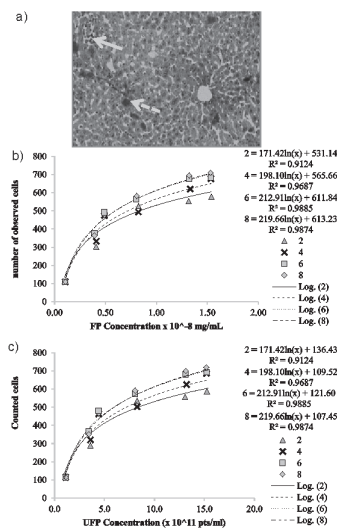 a)
b)
2 = 171.42ln(x) + 531.14
R² = 0.9124
4 = 198.10ln(x) + 565.66
R² = 0.9687
6 = 212.91ln(x) + 611.84
R² = 0.9885
8 = 219.66ln(x) + 613.23
R² = 0.9874
2
4
6
8
Log. (2)
Log. (4)
Log. (6)
Log. (8)
number of observed cells
800
700
600
500
400
300
200
100
0
0.00 1.00 2.00
FP Concentration x 10^-8 mg/mL
c)
2 = 171.42ln(x) + 136.43
R² = 0.9124
4 = 198.10ln(x) + 109.52
R² = 0.9687
6 = 212.91ln(x) + 121.60
R² = 0.9885
8 = 219.66ln(x) + 107.45
R² = 0.9874
2
4
6
8
Log. (2)
Log. (4)
Log. (6)
Log. (8)
Counted cells
800
700
600
500
400
300
200
100
0
0.0 5.0 10.0 15.0 20.0
UFP Concentration (x 10^11 pts/ml)